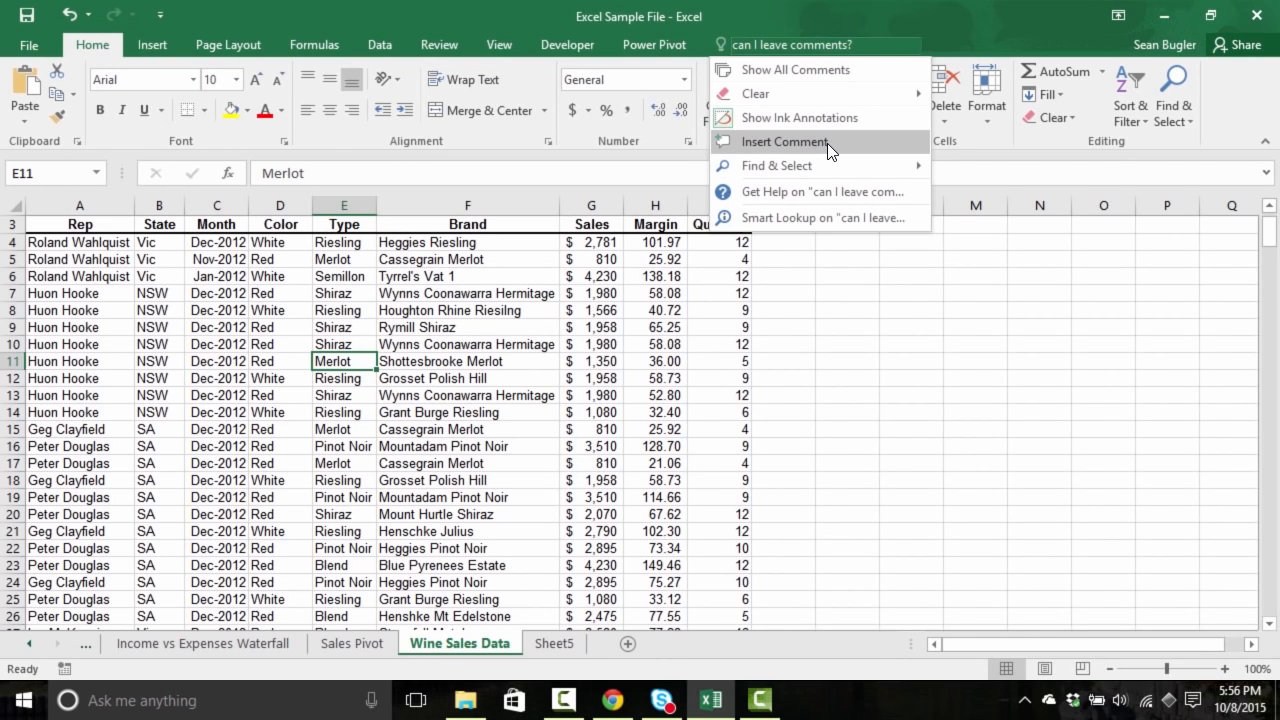 Excel Sample File - Excel
File Home Insert Page Layout Formulas Data Review View Developer Power Pivot can I leave comments? Sean Bugler Share
Paste
Arial 10
B I U
A
Wrap Text
Merge & Center
General
$ % ,
Delete Format
AutoSum
Fill
Clear
Sort & Filter
Find & Select
Clipboard Font Alignment Number Cells Editing
Show All Comments
Clear
Show Ink Annotations
Insert Comment
Find & Select
Get Help on "can I leave com...
Smart Lookup on "can I leave...
E11 fx Merlot
A B C D E F G H M N O P Q
3 Rep State Month Color Type Brand Sales Margin
4 Roland Wahlquist Vic Dec-2012 White Riesling Heggies Riesling $ 2,781 101.97 12
5 Roland Wahlquist Vic Nov-2012 Red Merlot Cassegrain Merlot $ 810 25.92 4
6 Roland Wahlquist Vic Jan-2012 White Semillon Tyrrel's Vat 1 $ 4,230 138.18 12
7 Huon Hooke NSW Dec-2012 Red Shiraz Wynns Coonawarra Hermitage $ 1,980 58.08 12
8 Huon Hooke NSW Dec-2012 White Riesling Houghton Rhine Riesilng $ 1,566 40.72 9
9 Huon Hooke NSW Dec-2012 Red Shiraz Rymill Shiraz $ 1,958 65.25 9
10 Huon Hooke NSW Dec-2012 Red Shiraz Wynns Coonawarra Hermitage $ 1,980 58.08 12
11 Huon Hooke NSW Dec-2012 Red Merlot Shottesbrooke Merlot $ 1,350 36.00 5
12 Huon Hooke NSW Dec-2012 White Riesling Grosset Polish Hill $ 1,958 58.73 9
13 Huon Hooke NSW Dec-2012 Red Shiraz Wynns Coonawarra Hermitage $ 1,980 52.80 12
14 Huon Hooke NSW Dec-2012 White Riesling Grant Burge Riesling $ 1,080 32.40 6
15 Geg Clayfield SA Dec-2012 Red Merlot Cassegrain Merlot $ 810 25.92 4
16 Peter Douglas SA Dec-2012 Red Pinot Noir Mountadam Pinot Noir $ 3,510 128.70 9
17 Peter Douglas SA Dec-2012 Red Merlot Cassegrain Merlot $ 810 21.06 4
18 Geg Clayfield SA Dec-2012 White Riesling Grosset Polish Hill $ 1,958 58.73 9
19 Peter Douglas SA Dec-2012 Red Pinot Noir Mountadam Pinot Noir $ 3,510 114.66 9
20 Peter Douglas SA Dec-2012 Red Shiraz Mount Hurtle Shiraz $ 2,070 67.62 12
21 Geg Clayfield SA Dec-2012 White Riesling Henschke Julius $ 2,790 102.30 12
22 Peter Douglas SA Dec-2012 Red Pinot Noir Heggies Pinot Noir $ 2,895 73.34 10
23 Peter Douglas SA Dec-2012 Red Blend Blue Pyrenees Estate $ 4,230 149.46 12
24 Geg Clayfield SA Dec-2012 Red Pinot Noir Heggies Pinot Noir $ 2,895 75.27 10
25 Peter Douglas SA Dec-2012 White Riesling Grant Burge Riesling $ 1,080 33.12 6
26 Peter Douglas SA Dec-2012 Red Blend Henshke Mt Edelstone $ 2,475 77.55 5
... Income vs Expenses Waterfall Sales Pivot Wine Sales Data Sheet5
Ready 100%
Ask me anything
5:56 PM
10/8/2015